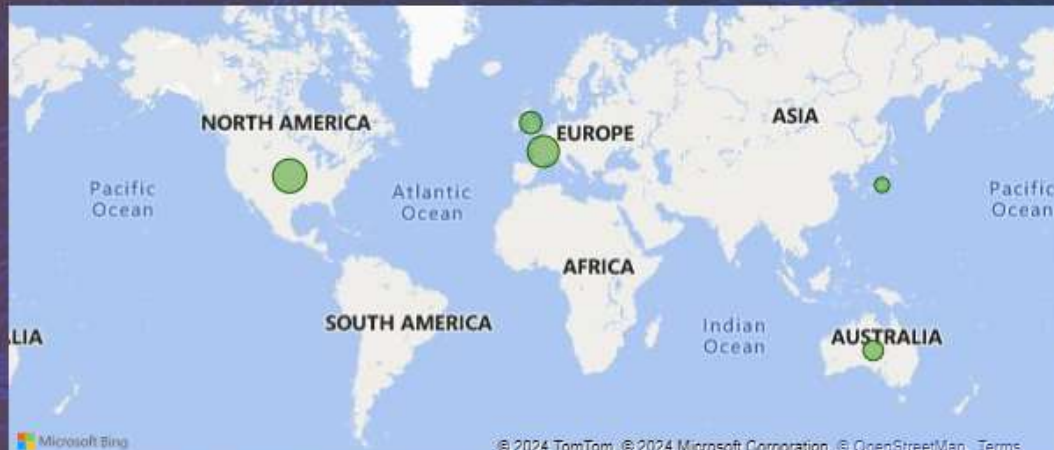 NORTH AMERICA
EUROPE
ASIA
Pacific
Ocean
Atlantic
Ocean
Pacific
Ocean
AFRICA
SOUTH AMERICA
Indian
Ocean
LIA
AUSTRALIA
Microsoft Bing
© 2024 TomTom, © 2024 Microsoft Corporation, © OpenStreetMap, Terms